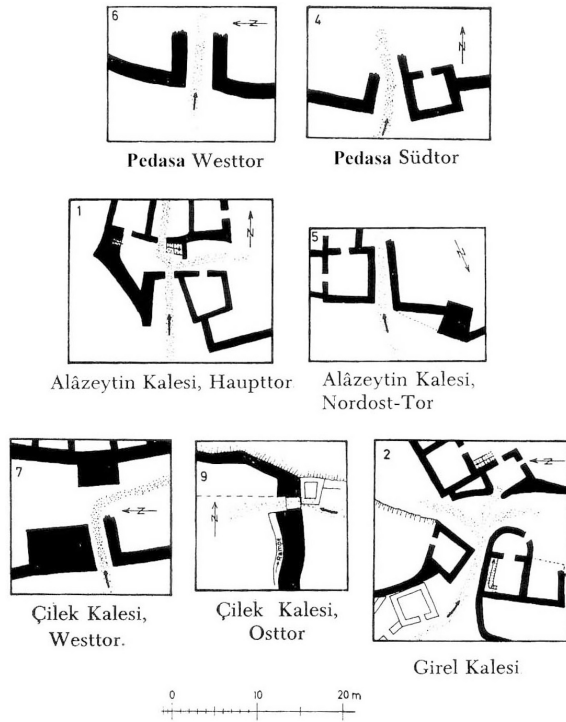 6
N
Pedasa Westtor
4
N
Pedasa Südtor
1
N
Alâzeytin Kalesi, Haupttor
5
N
Alâzeytin Kalesi,
Nordost-Tor
7
N
Çilek Kalesi,
Westtor.
9
N
Rampe
Çilek Kalesi,
Osttor
2
N
Girel Kalesi
0 10 20 m